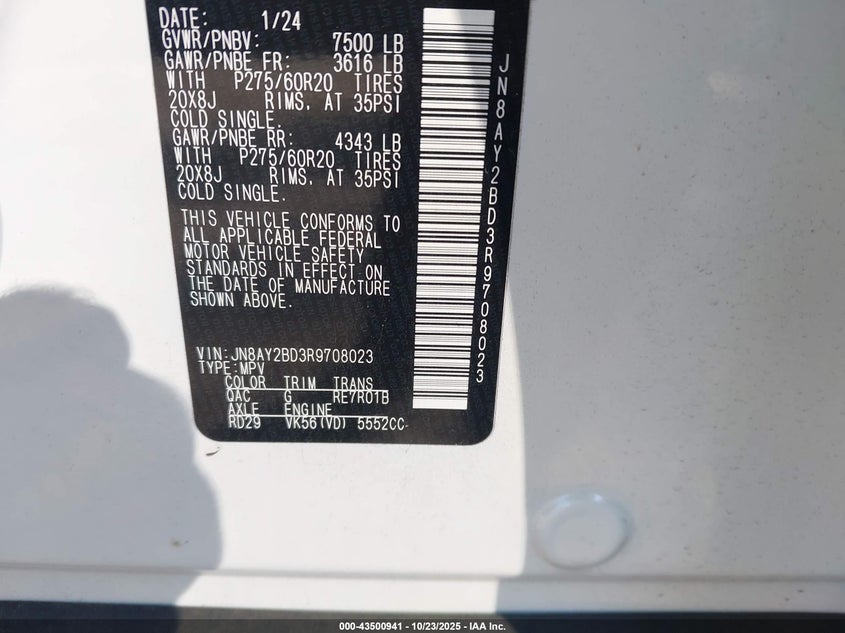 DATE: 1/24
GVWR/PNBV: 7500 LB
GAWR/PNBE FR: 3616 LB
WITH P275/60R20 TIRES
20X8J RIMS, AT 35PSI
COLD SINGLE.
GAWR/PNBE RR: 4343 LB
WITH P275/60R20 TIRES
20X8J RIMS, AT 35PSI
COLD SINGLE.
THIS VEHICLE CONFORMS TO
ALL APPLICABLE FEDERAL
MOTOR VEHICLE SAFETY
STANDARDS IN EFFECT ON
THE DATE OF MANUFACTURE
SHOWN ABOVE.
VIN:JN8AY2BD3R9708023
TYPE:MPV
COLOR TRIM TRANS
QAC G RE7R01B
AXLE ENGINE
RD29 VK56(VD) 5552CC
JN8AY2BD3R9708023
000-43500941 - 10/23/2025 - IAA Inc.